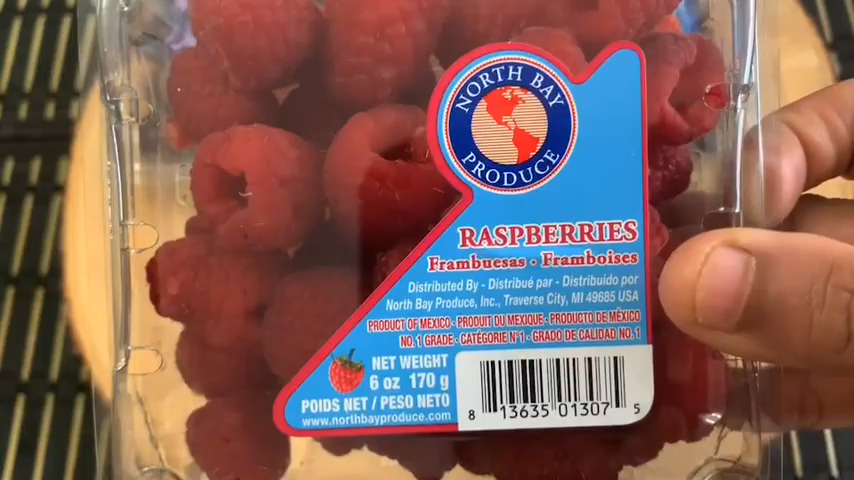 NORTH BAY
PRODUCE
RASPBERRIES
Frambuesas • Framboises
Distributed By - Distribué par - Distribuido por
North Bay Produce, Inc., Traverse City, MI 49685 USA
PRODUCT OF MEXICO - PRODUIT DU MEXIQUE - PRODUCTO DE MÉXICO
NO. 1 GRADE - CATÉGORIE N°1 - GRADO DE CALIDAD NO. 1
NET WEIGHT
6 oz 170 g
POIDS NET / PESO NETO
www.northbayproduce.com
8 13635 01307 5